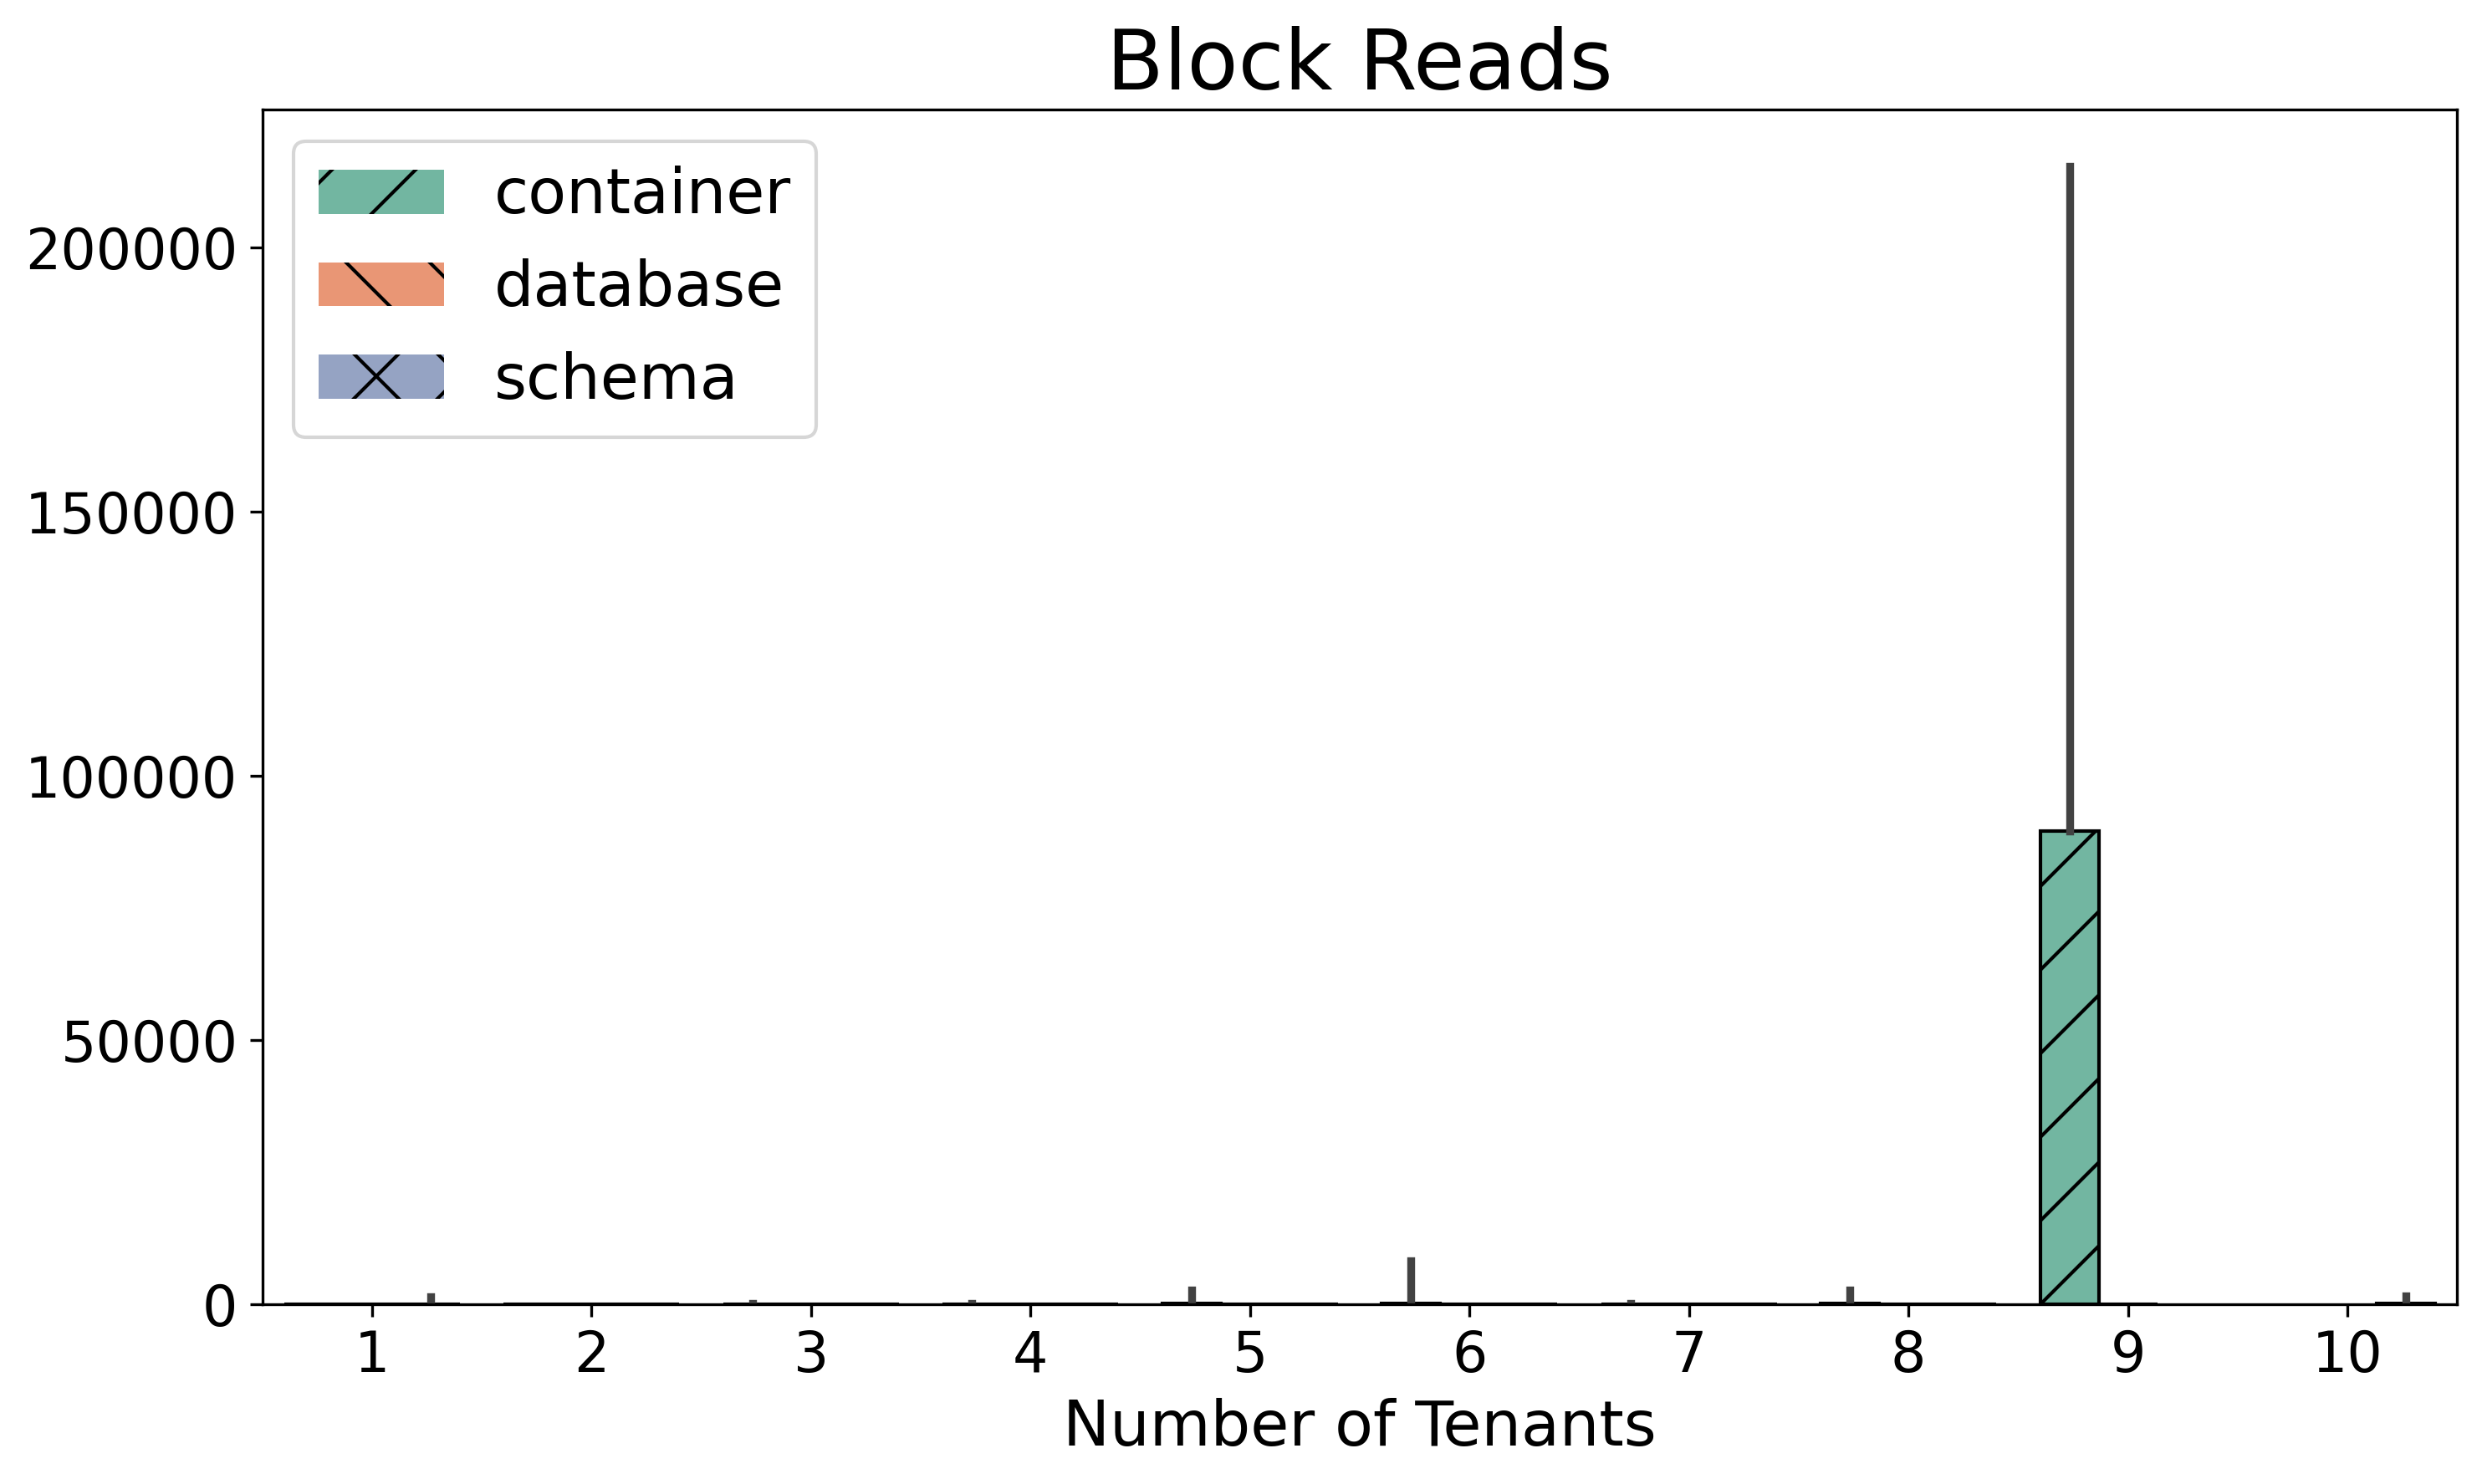 Block Reads
container
database
schema
200000
150000
100000
50000
0
1 2 3 4 5 6 7 8 9 10
Number of Tenants